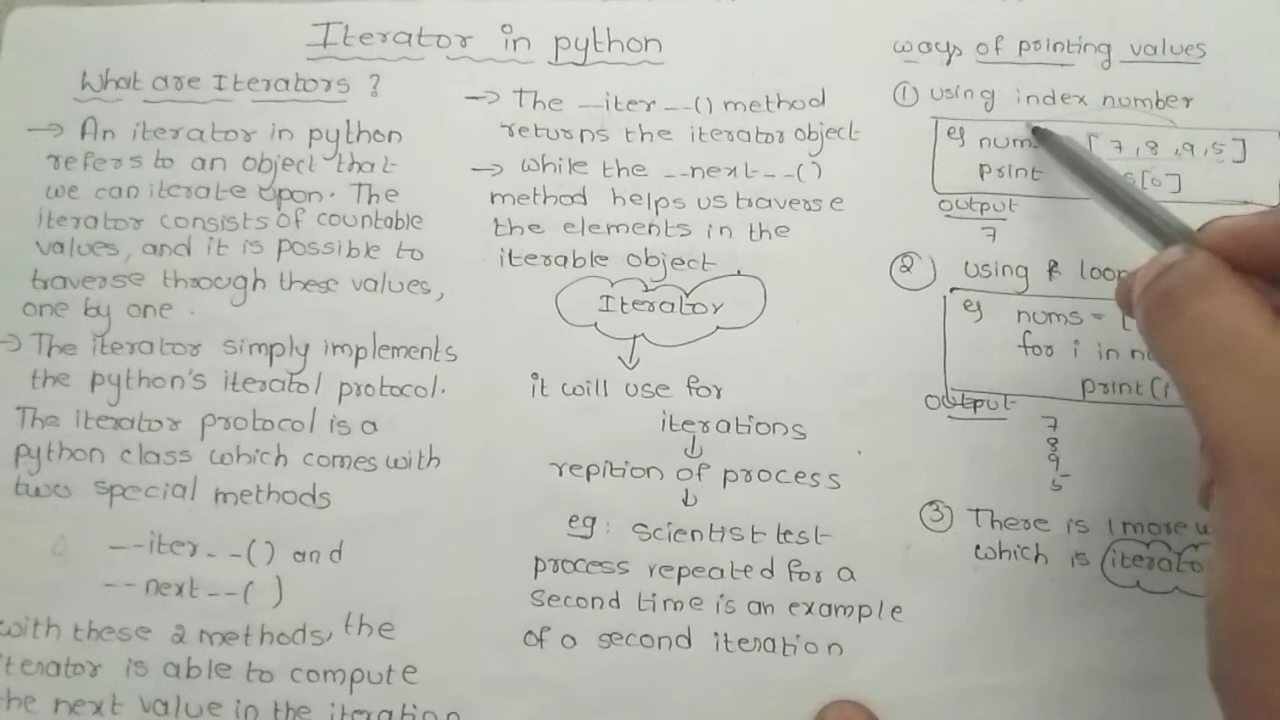 Iterator in python
What are Iterators ?
→ An iterator in python
refers to an object that
we can iterate upon. The
iterator consists of countable
values, and it is possible to
traverse through these values,
one by one .
→ The iterator simply implements
the python's iterator protocol.
The iterator protocol is a
python class which comes with
two special methods
--iter--() and
--next--( )
with these 2 methods, the
iterator is able to compute
the next value in the iteration
→ The --iter--() method
returns the iterator object
→ while the --next--()
method helps us traverse
the elements in the
iterable object .
Iterator
↓
it will use for
iterations
↓
repition of process
↓
eg: scientist test
process repeated for a
second time is an example
of a second iteration
ways of printing values
① using index number
eg [ 7,8,9,5]
print [0]
output
7
② using loop
eg nums = [
for i in
print(i
output
7
8
9
5
③ There is 1 more
which is